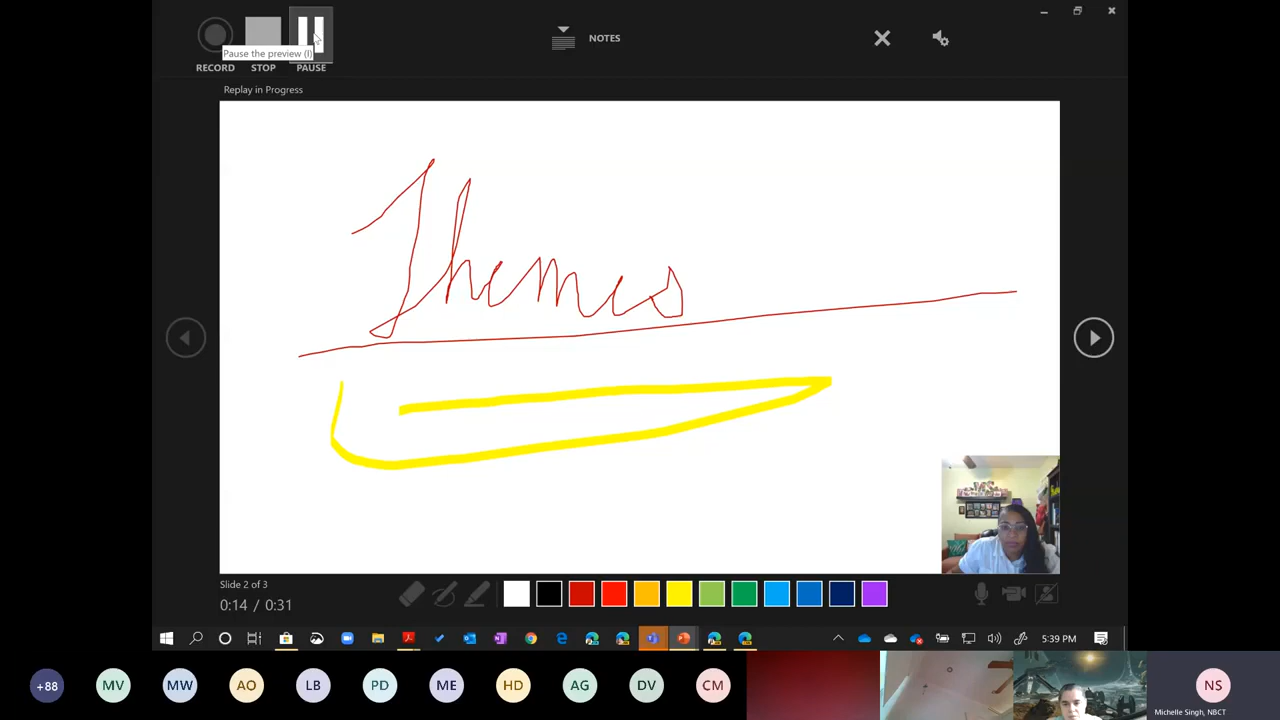 NOTES
Pause the preview (I)
RECORD
STOP
PAUSE
Replay in Progress
Themes
Slide 2 of 3
0:14 / 0:31
5:39 PM
+88
MV
MW
AO
LB
PD
ME
HD
AG
DV
CM
NS
Michelle Singh, NBCT